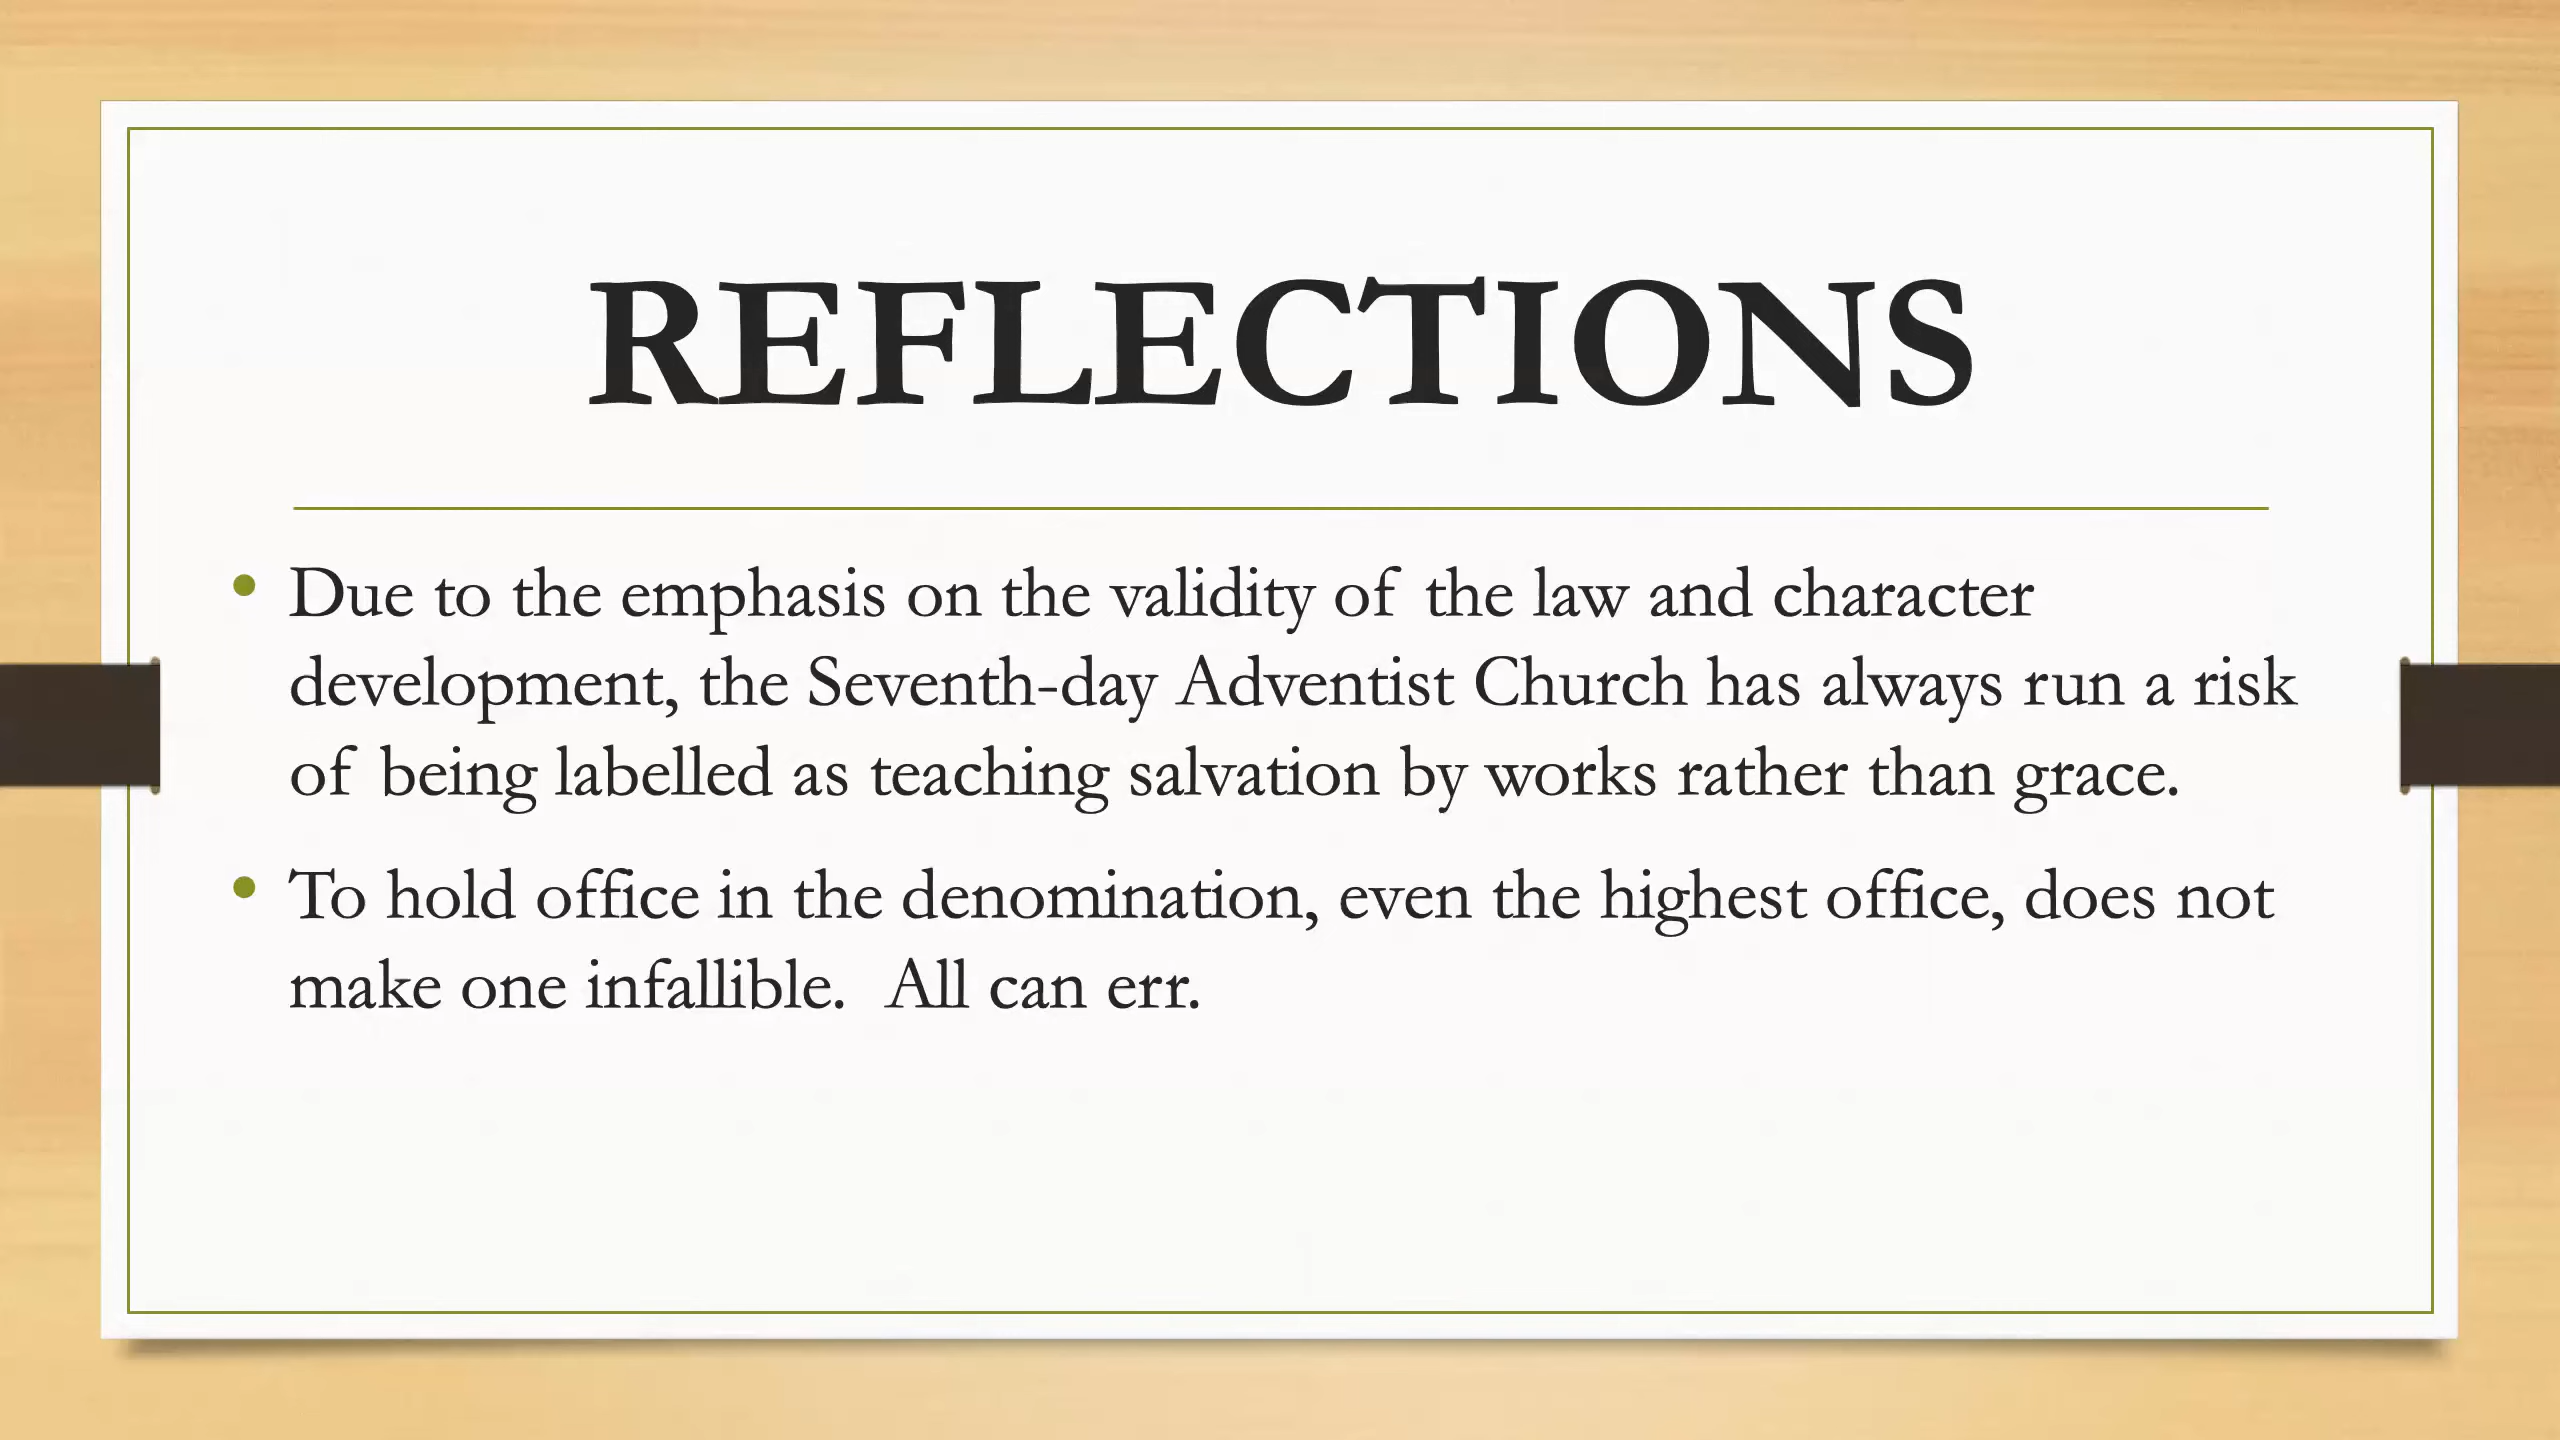 REFLECTIONS
• Due to the emphasis on the validity of the law and character
development, the Seventh-day Adventist Church has always run a risk
of being labelled as teaching salvation by works rather than grace.
• To hold office in the denomination, even the highest office, does not
make one infallible.  All can err.